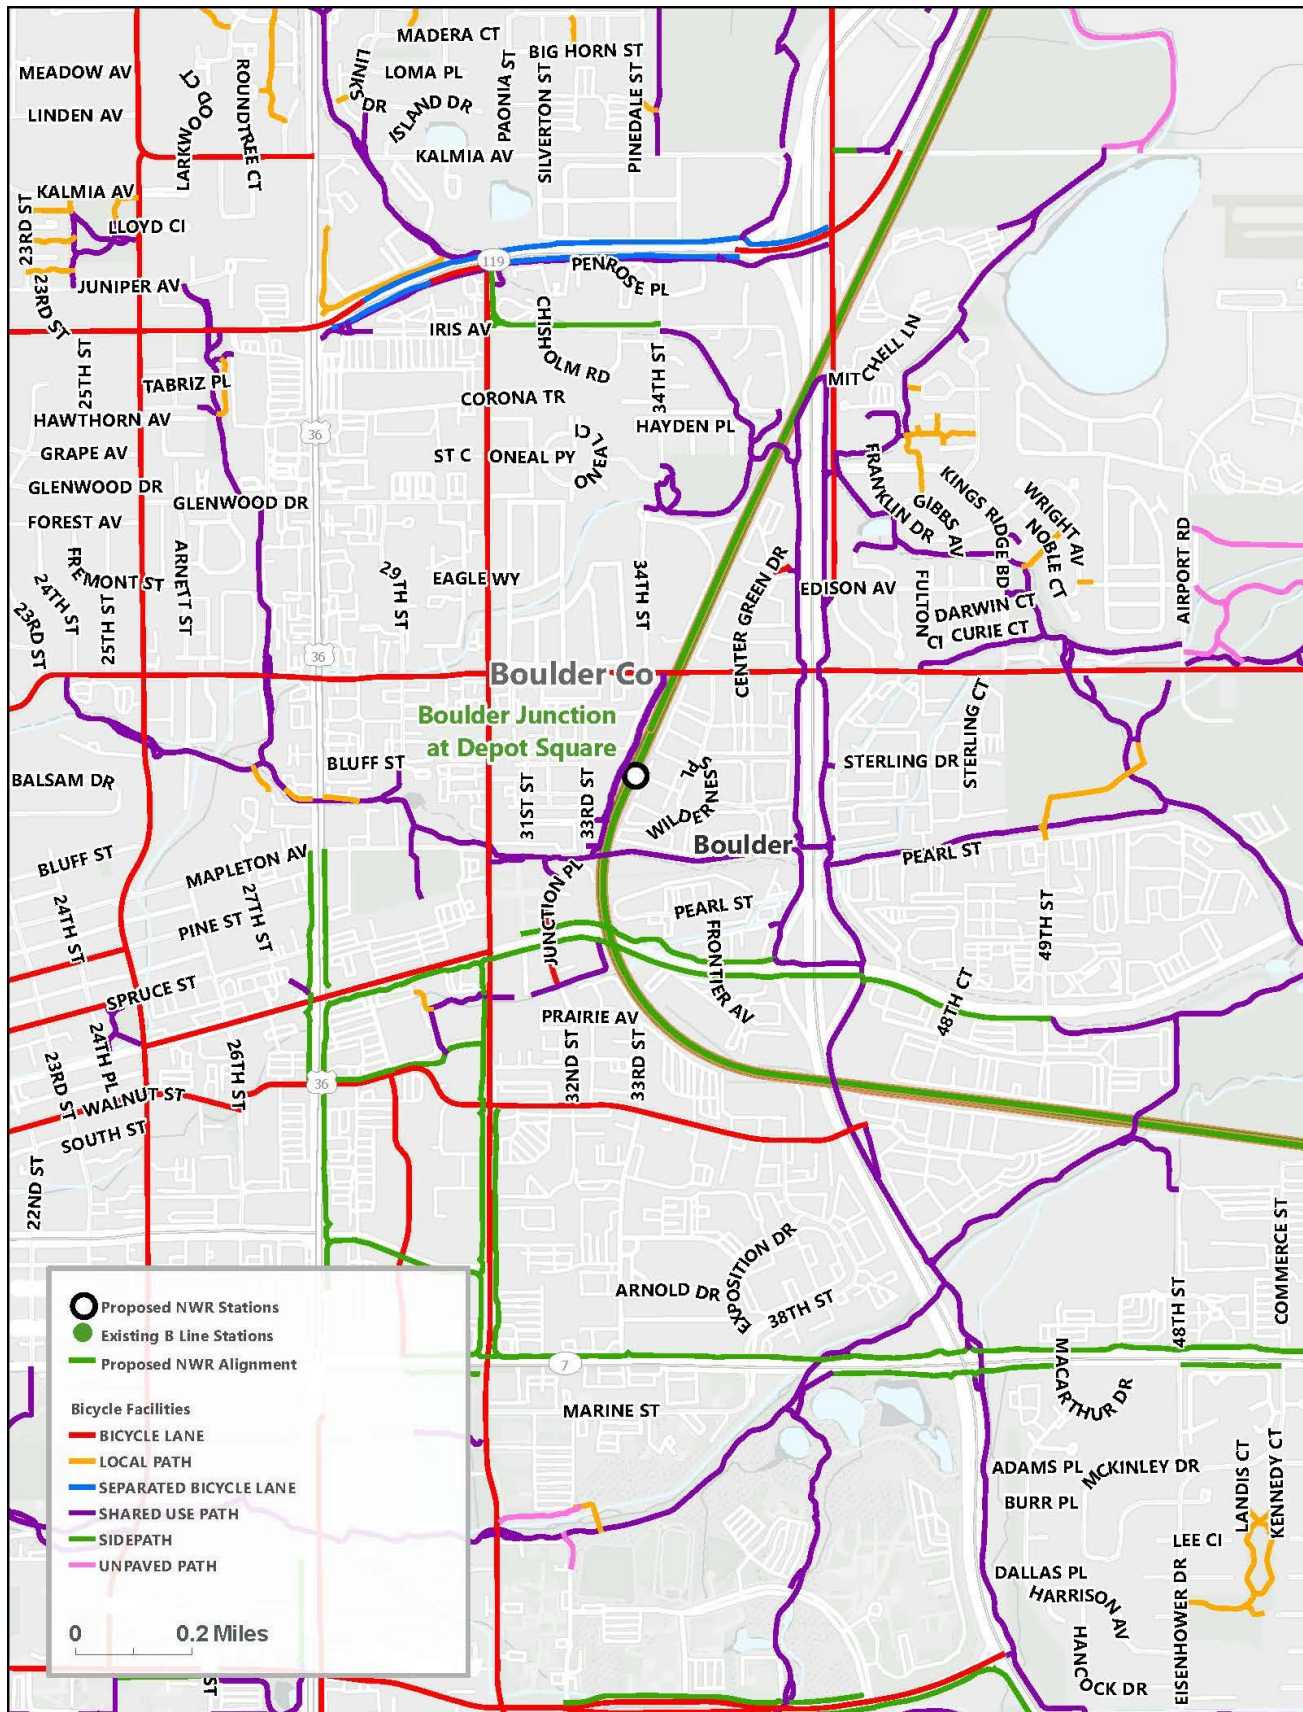 MADERA CT
BIG HORN ST
MEADOW AV
LINKS DR
LOMA PL
PAONIA ST
SILVERTON ST
PINEDALE ST
LARKWOOD CT
ROUNDTREE CT
ISLAND DR
LINDEN AV
KALMIA AV
KALMIA AV
23RD ST
LLOYD CI
119
PENROSE PL
JUNIPER AV
23RD ST
CHISHOLM RD
IRIS AV
34TH ST
MITCHELL LN
25TH ST
TABRIZ PL
CORONA TR
HAWTHORN AV
HAYDEN PL
36
ONEAL CI
GRAPE AV
ST C
ONEAL PY
FRANKLIN DR
GLENWOOD DR
GLENWOOD DR
GIBBS AV
KINGS RIDGE BD
WRIGHT AV
NOBLE CT
FOREST AV
AIRPORT RD
FREMONT ST
ARNETT ST
24TH ST
23RD ST
25TH ST
29TH ST
EAGLE WY
34TH ST
CENTER GREEN DR
EDISON AV
FULTON CI
DARWIN CT
CURIE CT
36
Boulder Co
Boulder Junction
at Depot Square
STERLING CT
BALSAM DR
BLUFF ST
31ST ST
33RD ST
WILDERNESS PL
STERLING DR
BLUFF ST
MAPLETON AV
Boulder
PEARL ST
24TH ST
27TH ST
PINE ST
JUNCTION PL
PEARL ST
FRONTIER AV
49TH ST
SPRUCE ST
48TH CT
PRAIRIE AV
24TH PL
23RD ST
26TH ST
32ND ST
33RD ST
WALNUT ST
36
SOUTH ST
22ND ST
EXPOSITION DR
ARNOLD DR
38TH ST
48TH ST
COMMERCE ST
7
MACARTHUR DR
MARINE ST
ADAMS PL
MCKINLEY DR
BURR PL
LANDIS CT
KENNEDY CT
LEE CI
DALLAS PL
HARRISON AV
EISENHOWER DR
HANCOCK DR
Proposed NWR Stations
Existing B Line Stations
Proposed NWR Alignment
Bicycle Facilities
BICYCLE LANE
LOCAL PATH
SEPARATED BICYCLE LANE
SHARED USE PATH
SIDEPATH
UNPAVED PATH
0
0.2 Miles
ST